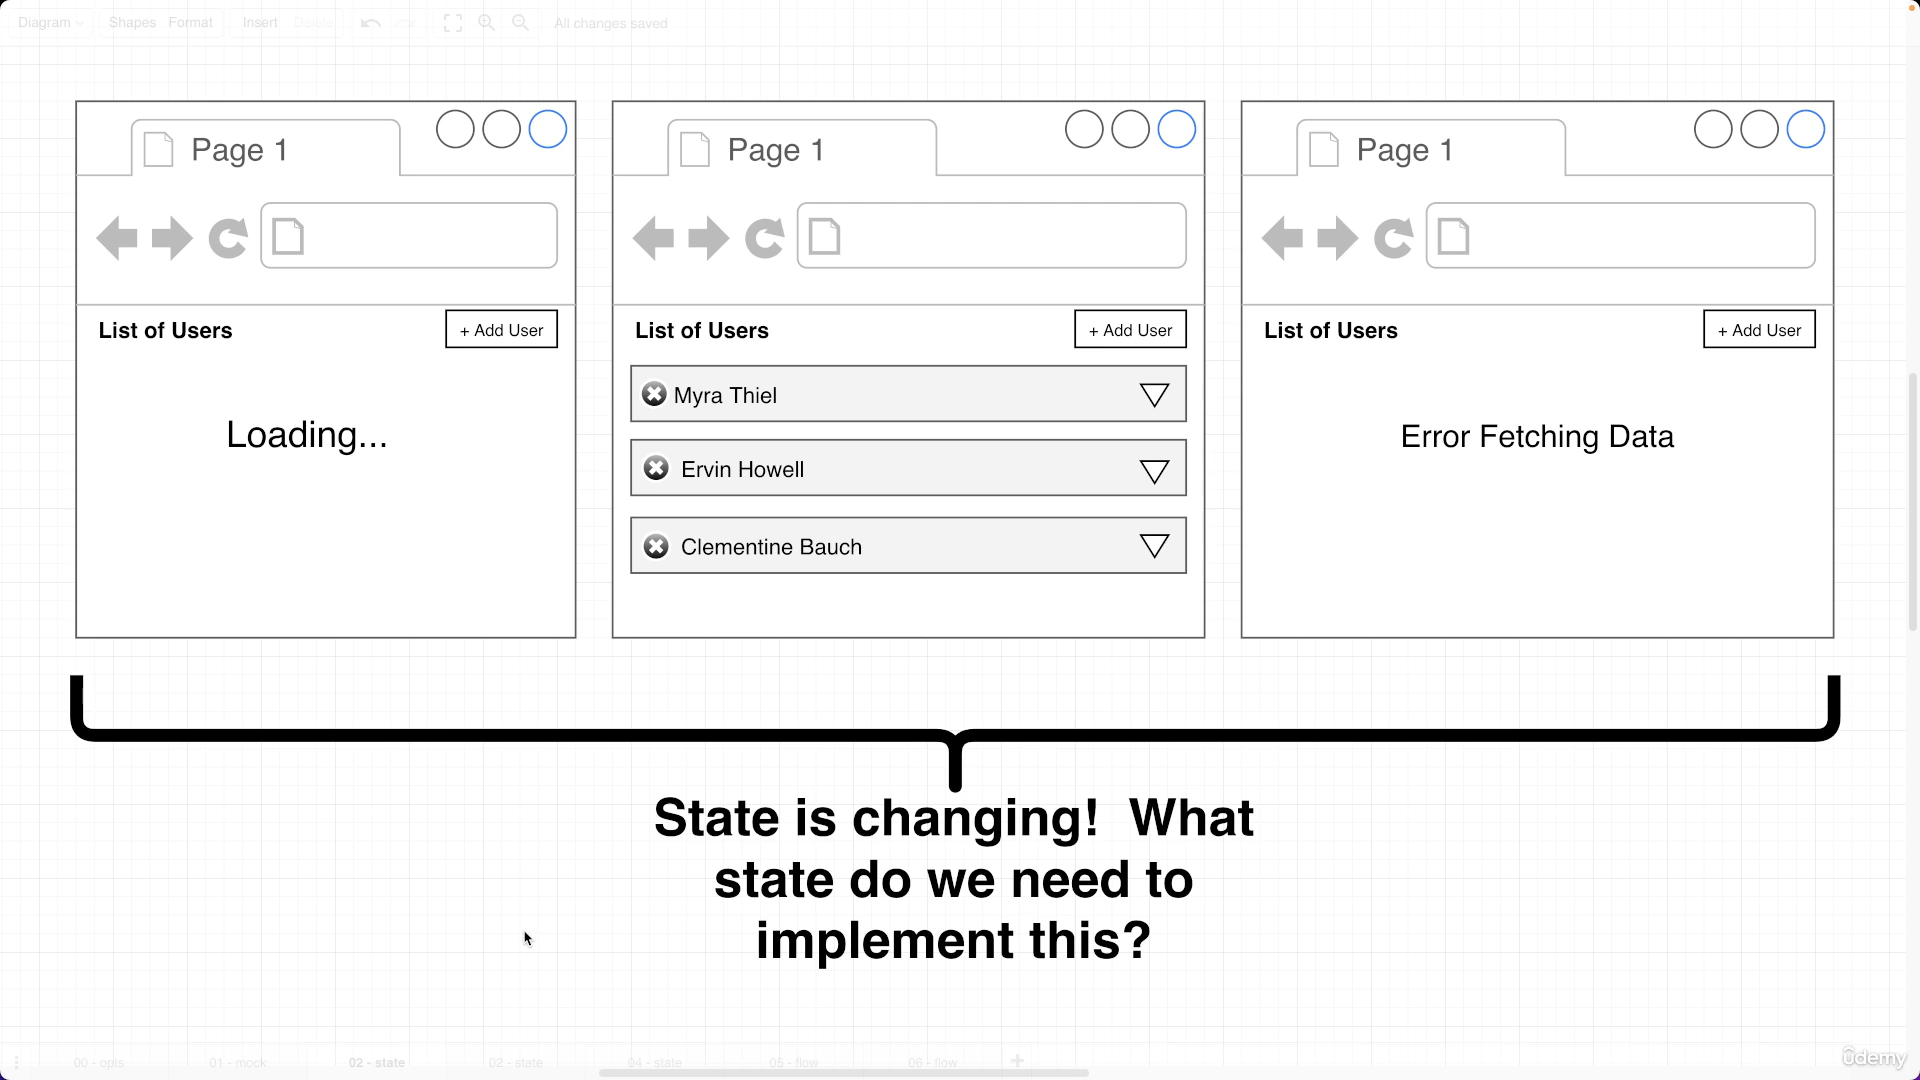 Diagram Shapes Format Insert Delete All changes saved
Page 1
Page 1
Page 1
List of Users + Add User
Loading...
List of Users + Add User
Myra Thiel
Ervin Howell
Clementine Bauch
List of Users + Add User
Error Fetching Data
State is changing!  What
state do we need to
implement this?
00 - opts 01 - mock 02 - state 02 - state 04 - state 05 - flow 06 - flow
ûdemy